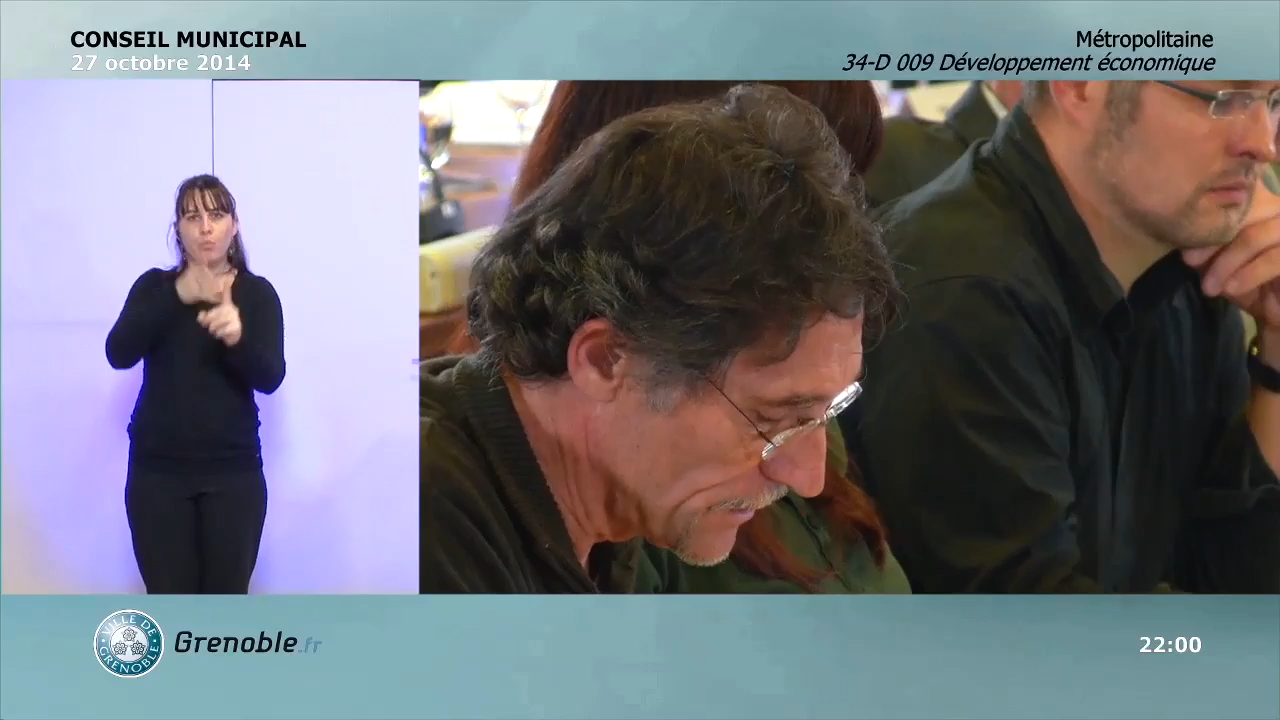 CONSEIL MUNICIPAL
27 octobre 2014
Métropolitaine
34-D 009 Développement économique
VILLE DE
GRENOBLE
Grenoble.fr
22:00